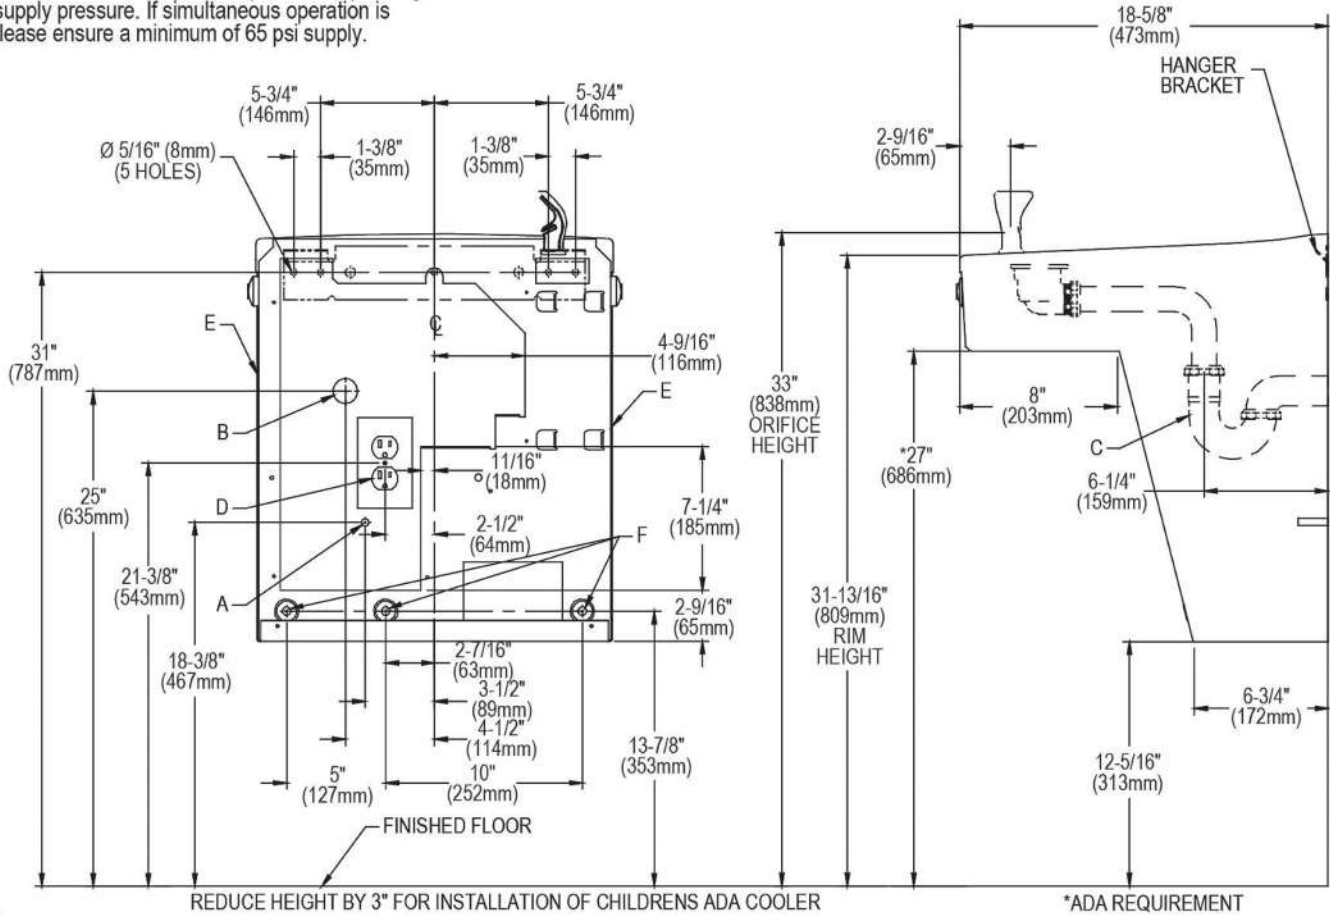 supply pressure. If simultaneous operation is
lease ensure a minimum of 65 psi supply.
18-5/8"
(473mm)
HANGER
BRACKET
5-3/4"
(146mm)
5-3/4"
(146mm)
2-9/16"
(65mm)
Ø 5/16" (8mm)
(5 HOLES)
1-3/8"
(35mm)
1-3/8"
(35mm)
E
31"
(787mm)
4-9/16"
(116mm)
E
33"
(838mm)
ORIFICE
HEIGHT
8"
(203mm)
B
C
*27"
(686mm)
11/16"
(18mm)
6-1/4"
(159mm)
25"
(635mm)
D
7-1/4"
(185mm)
2-1/2"
(64mm)
F
21-3/8"
(543mm)
A
31-13/16"
(809mm)
RIM
HEIGHT
2-9/16"
(65mm)
18-3/8"
(467mm)
2-7/16"
(63mm)
3-1/2"
(89mm)
4-1/2"
(114mm)
6-3/4"
(172mm)
13-7/8"
(353mm)
12-5/16"
(313mm)
5"
(127mm)
10"
(252mm)
FINISHED FLOOR
REDUCE HEIGHT BY 3" FOR INSTALLATION OF CHILDRENS ADA COOLER
*ADA REQUIREMENT